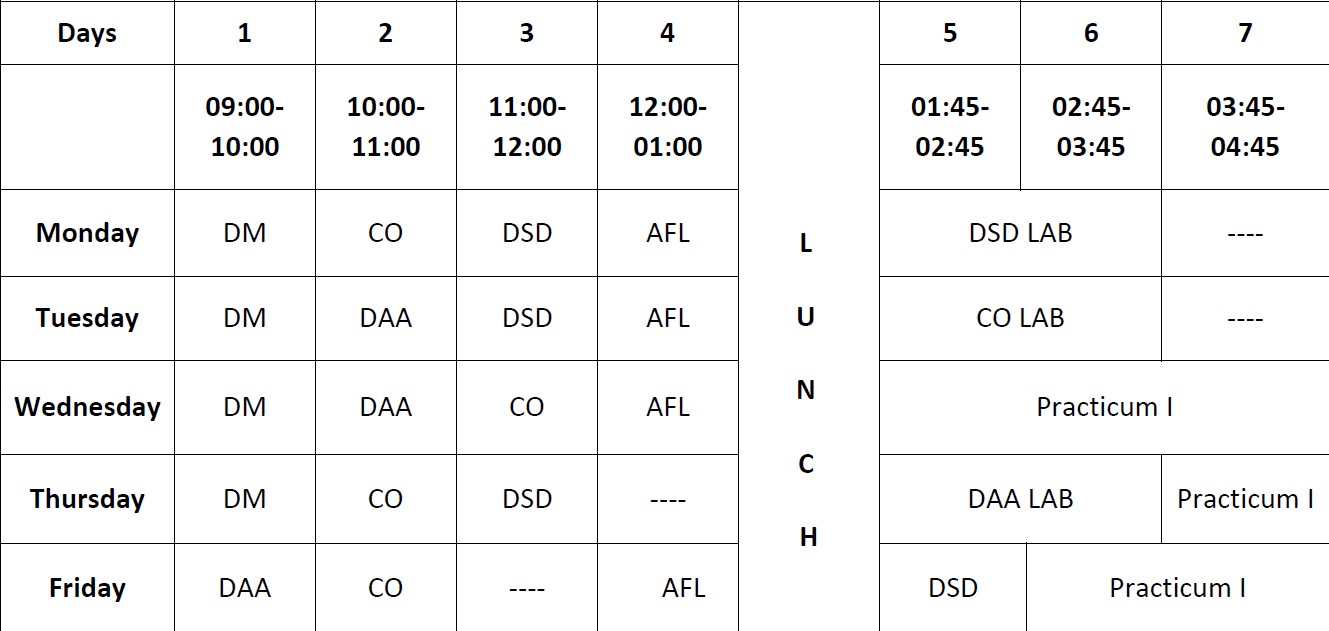 Days 1 2 3 4 5 6 7
09:00- 10:00- 11:00- 12:00- 01:45- 02:45- 03:45-
10:00 11:00 12:00 01:00 02:45 03:45 04:45
Monday DM CO DSD AFL DSD LAB ----
L
Tuesday DM DAA DSD AFL CO LAB ----
U
N
Wednesday DM DAA CO AFL Practicum I
C
Thursday DM CO DSD ---- DAA LAB Practicum I
H
Friday DAA CO ---- AFL DSD Practicum I